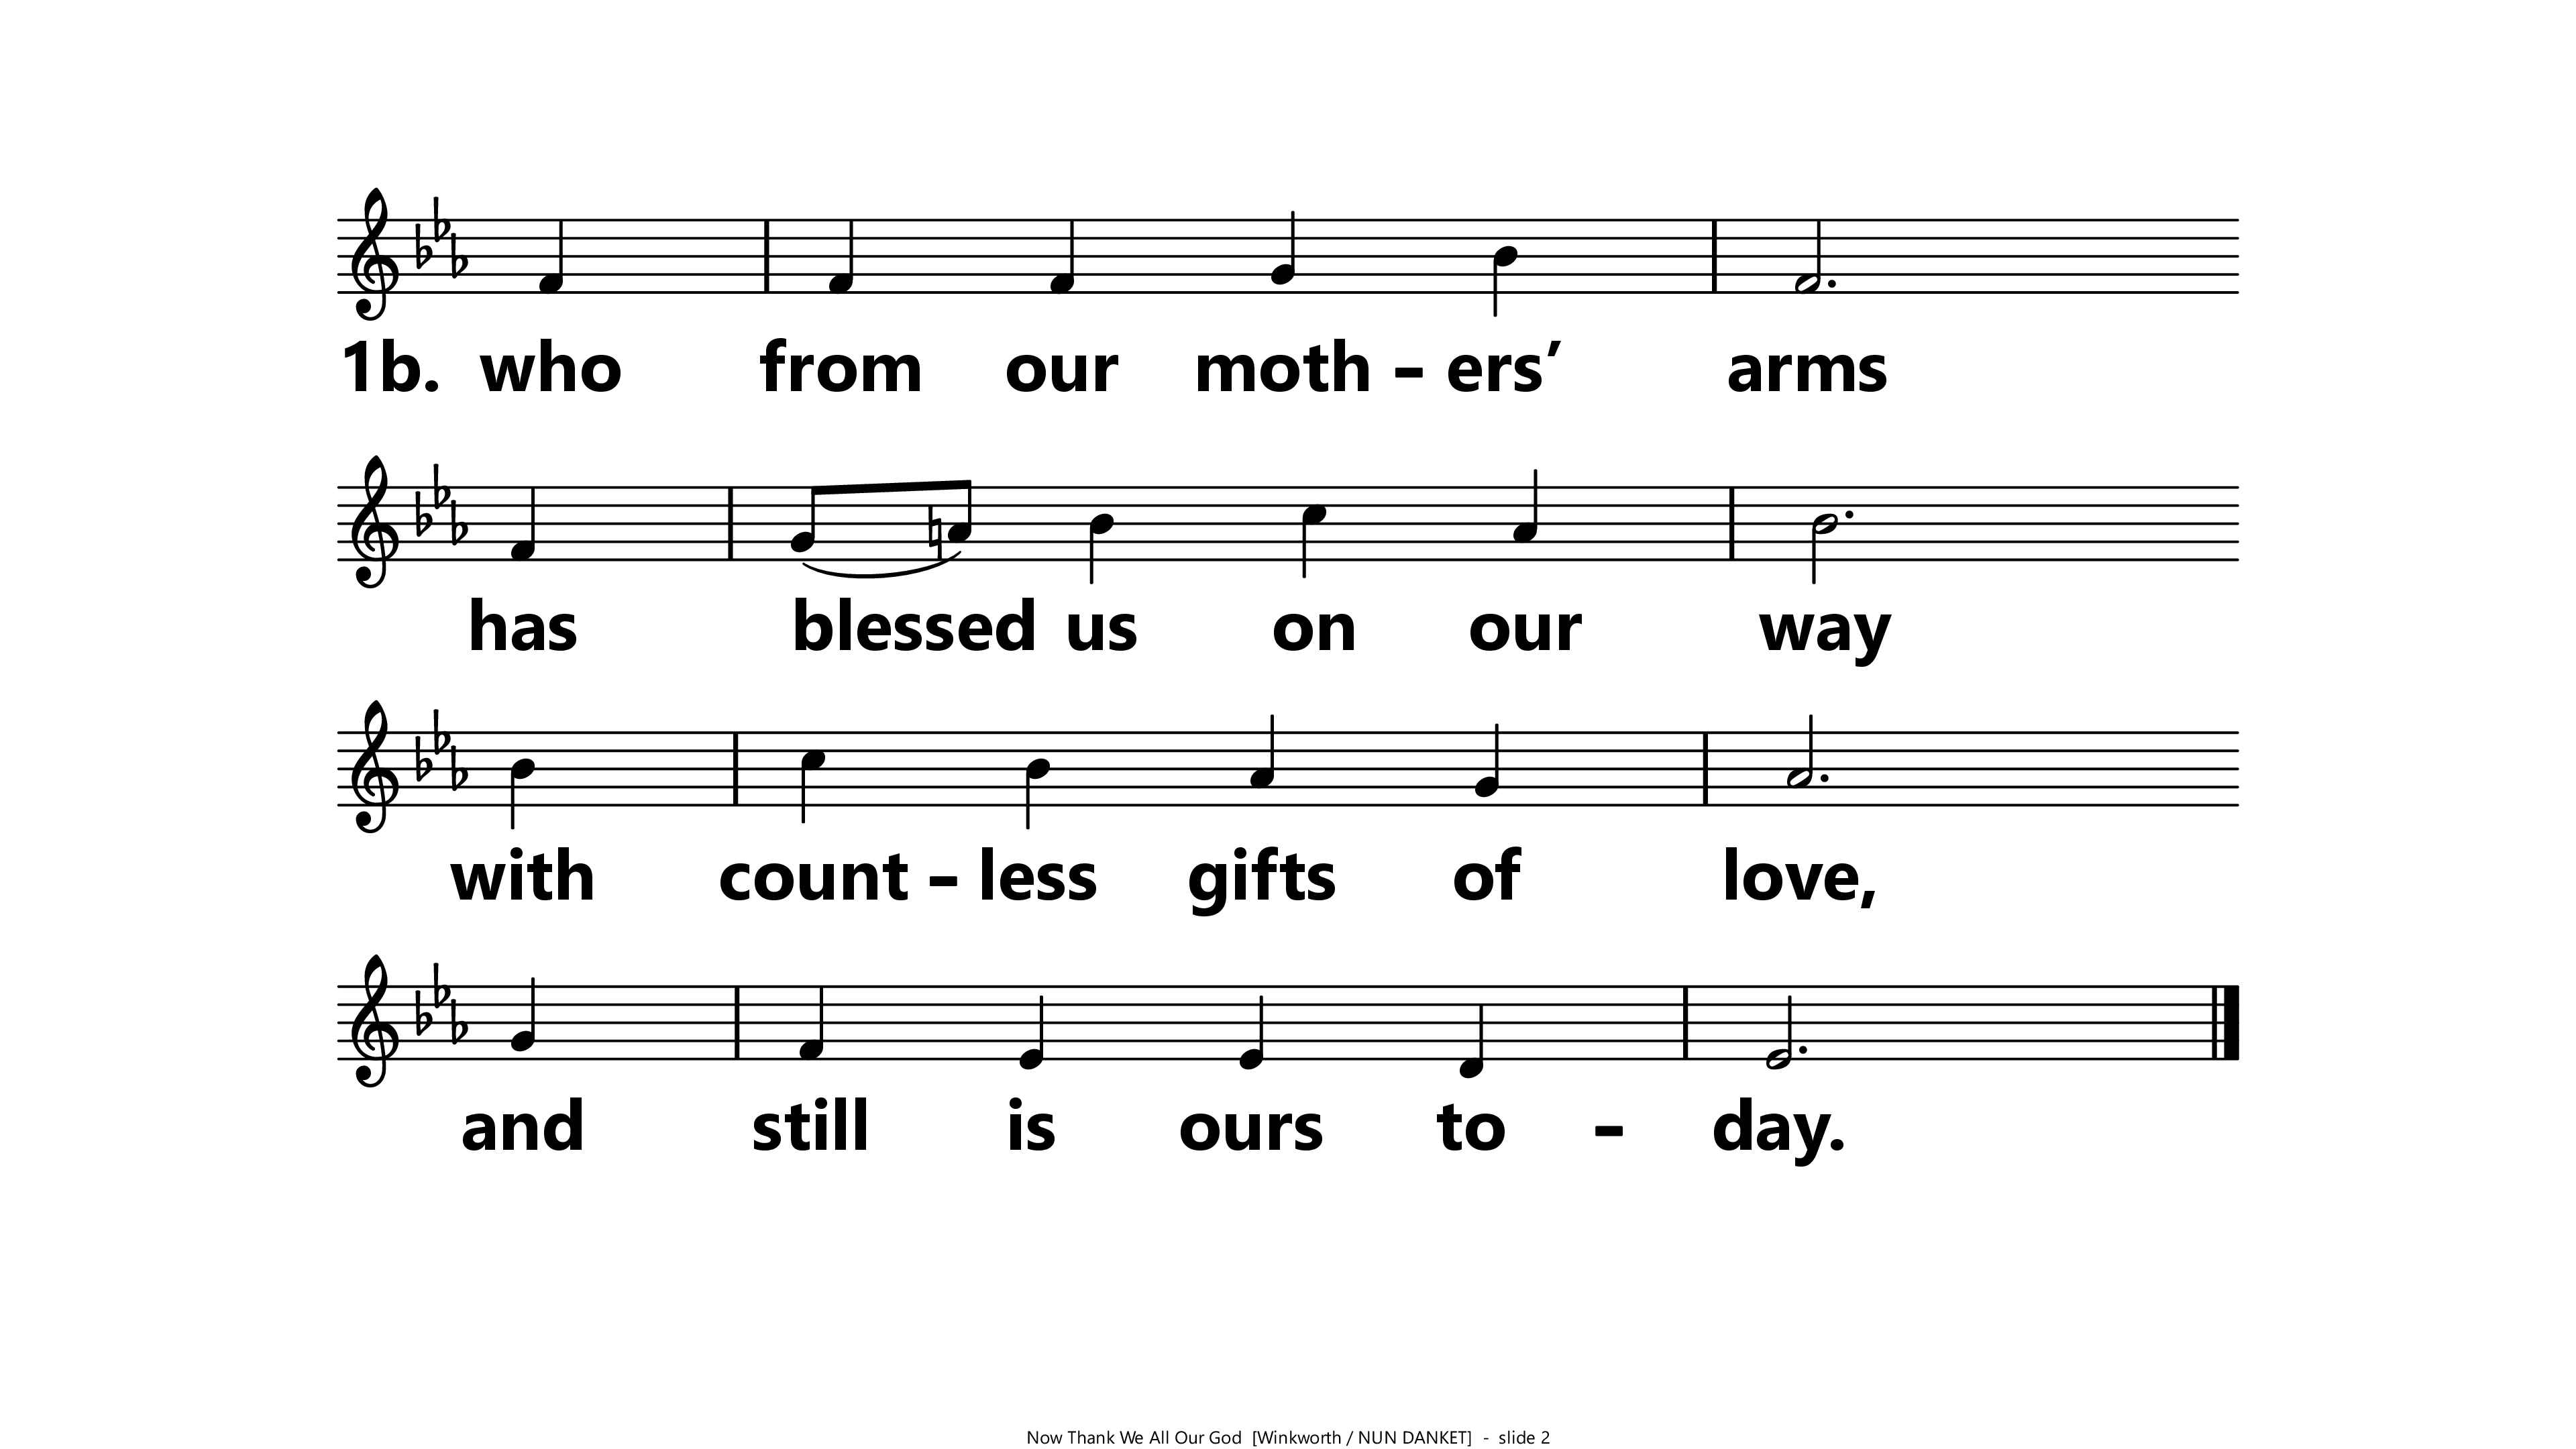 1b. who from our moth - ers’ arms
has blessed us on our way
with count - less gifts of love,
and still is ours to - day.
Now Thank We All Our God [Winkworth / NUN DANKET] - slide 2